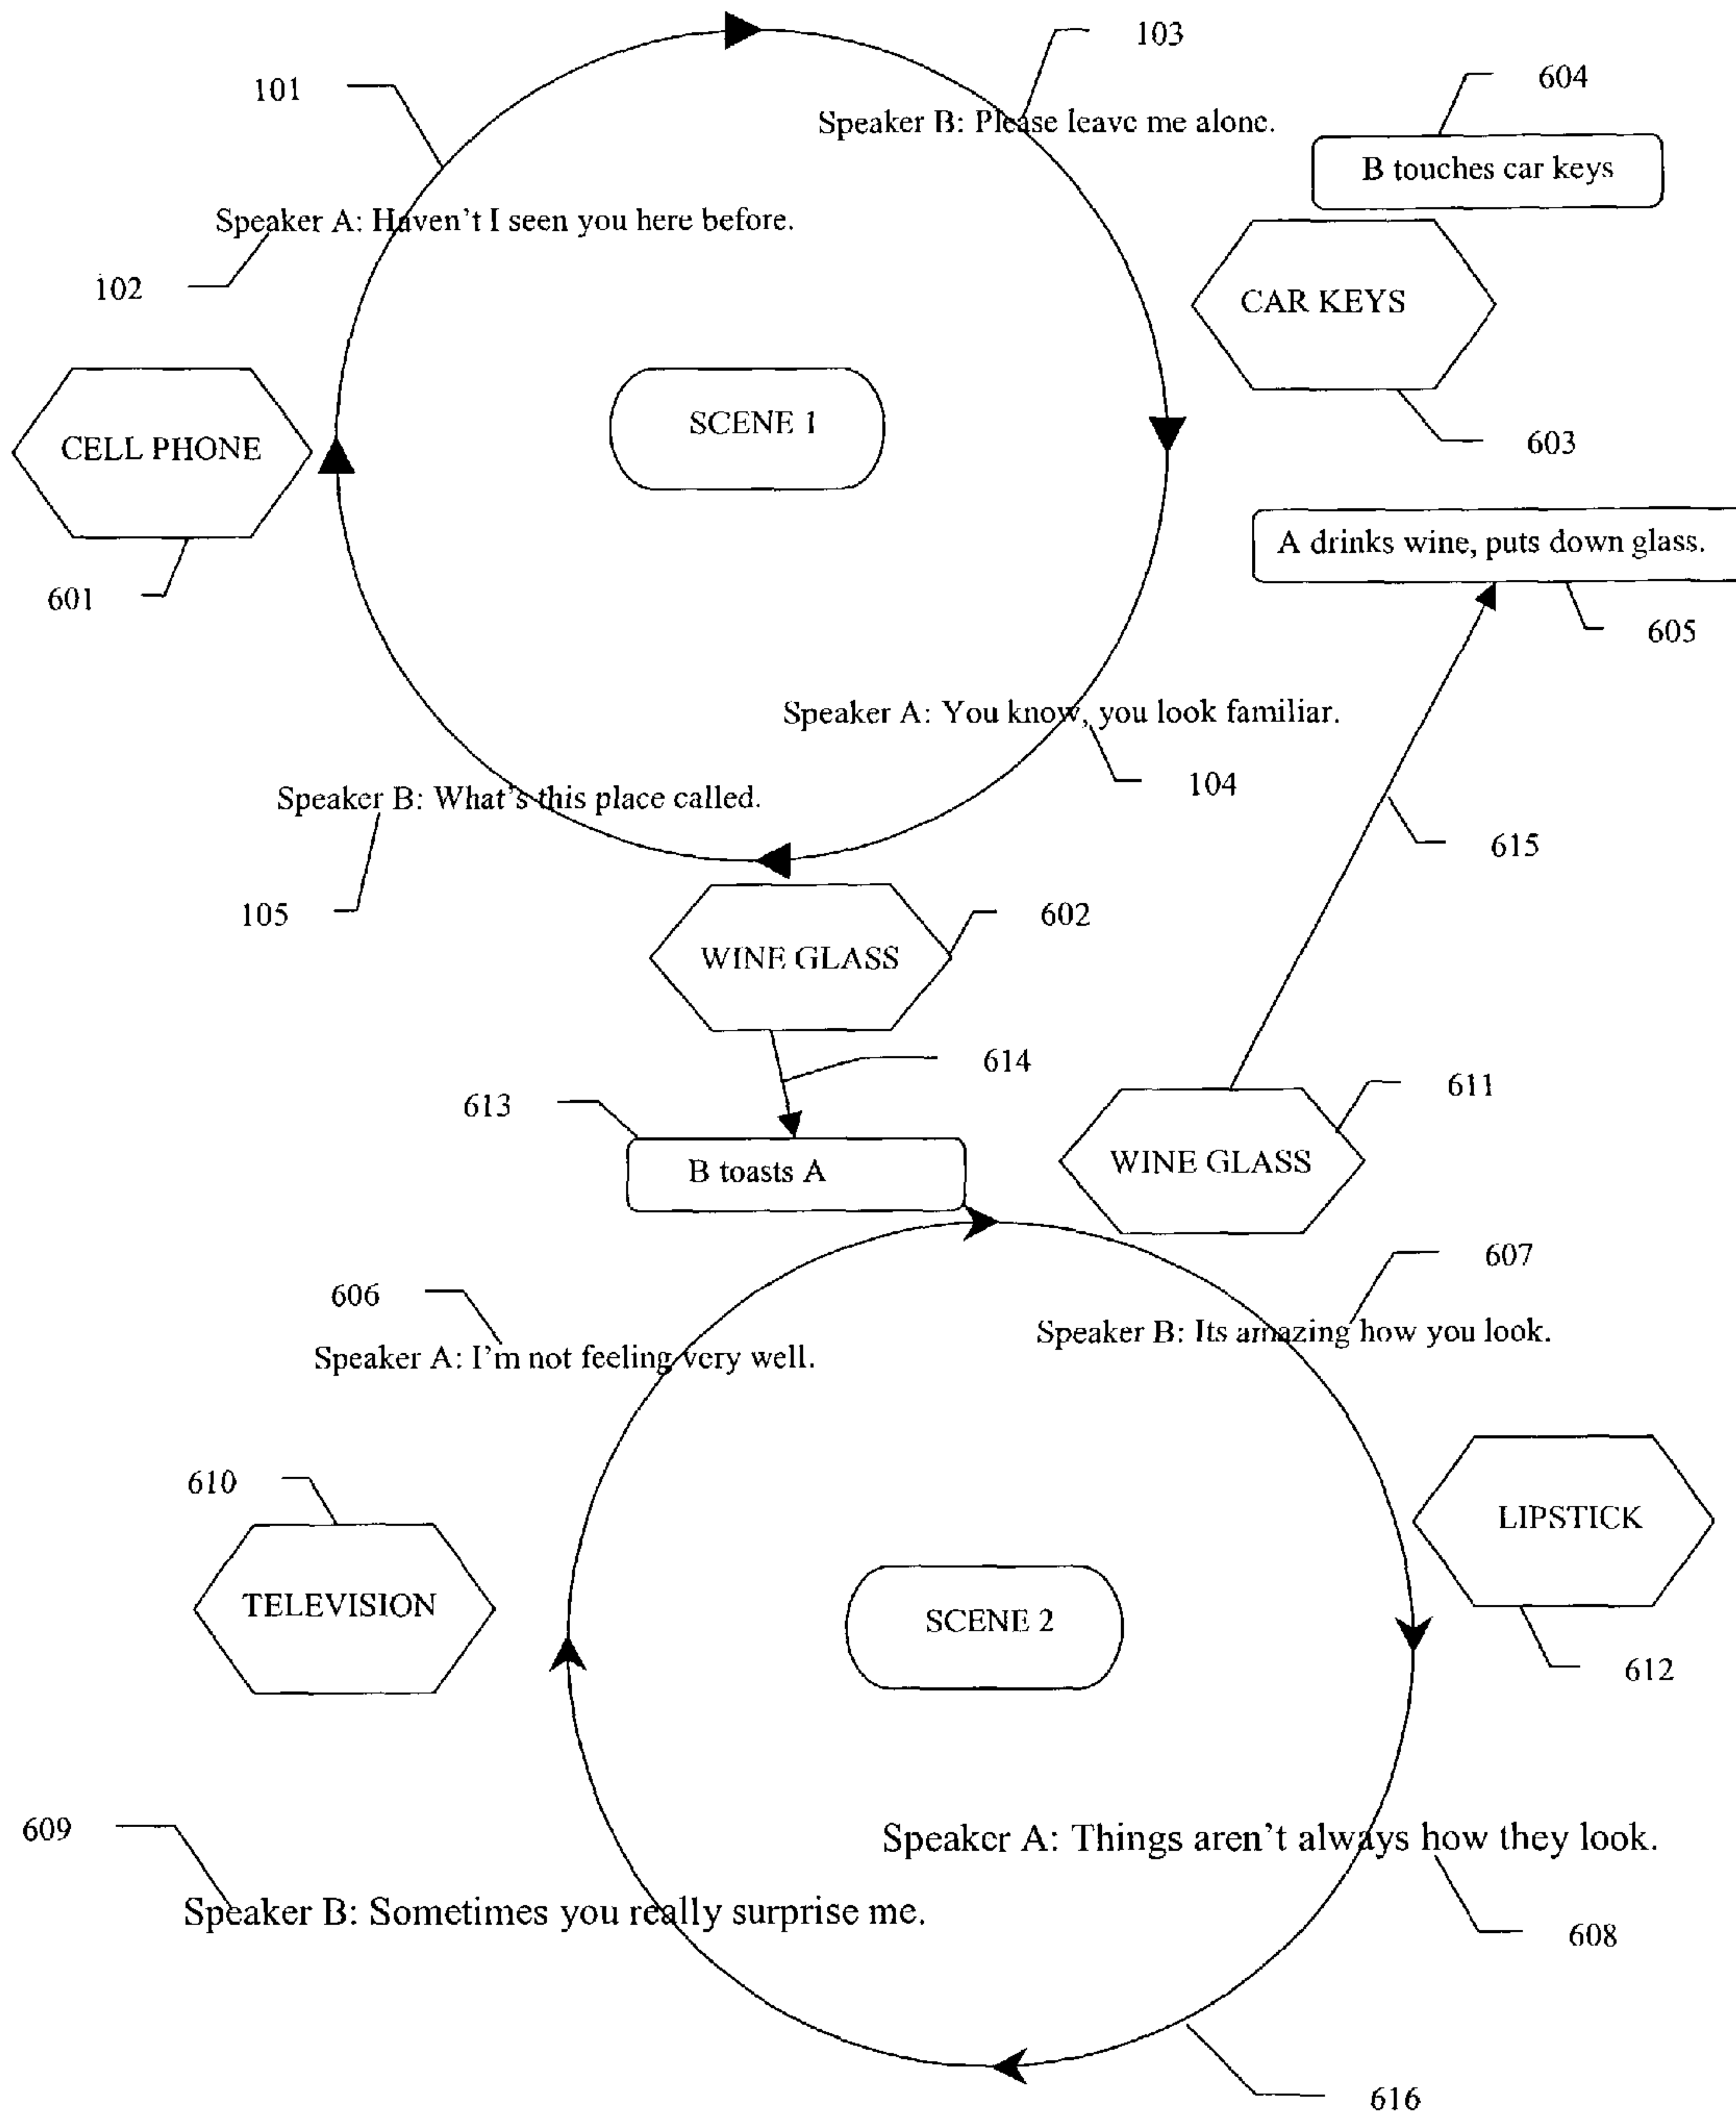 103
101
604
Speaker B: Please leave me alone.
B touches car keys
Speaker A: Haven't I seen you here before.
102
CAR KEYS
SCENE 1
CELL PHONE
603
A drinks wine, puts down glass.
601
605
Speaker A: You know, you look familiar.
104
Speaker B: What's this place called.
615
105
602
WINE GLASS
614
611
613
WINE GLASS
B toasts A
607
606
Speaker B: Its amazing how you look.
Speaker A: I'm not feeling very well.
610
LIPSTICK
TELEVISION
SCENE 2
612
609
Speaker A: Things aren't always how they look.
Speaker B: Sometimes you really surprise me.
608
616